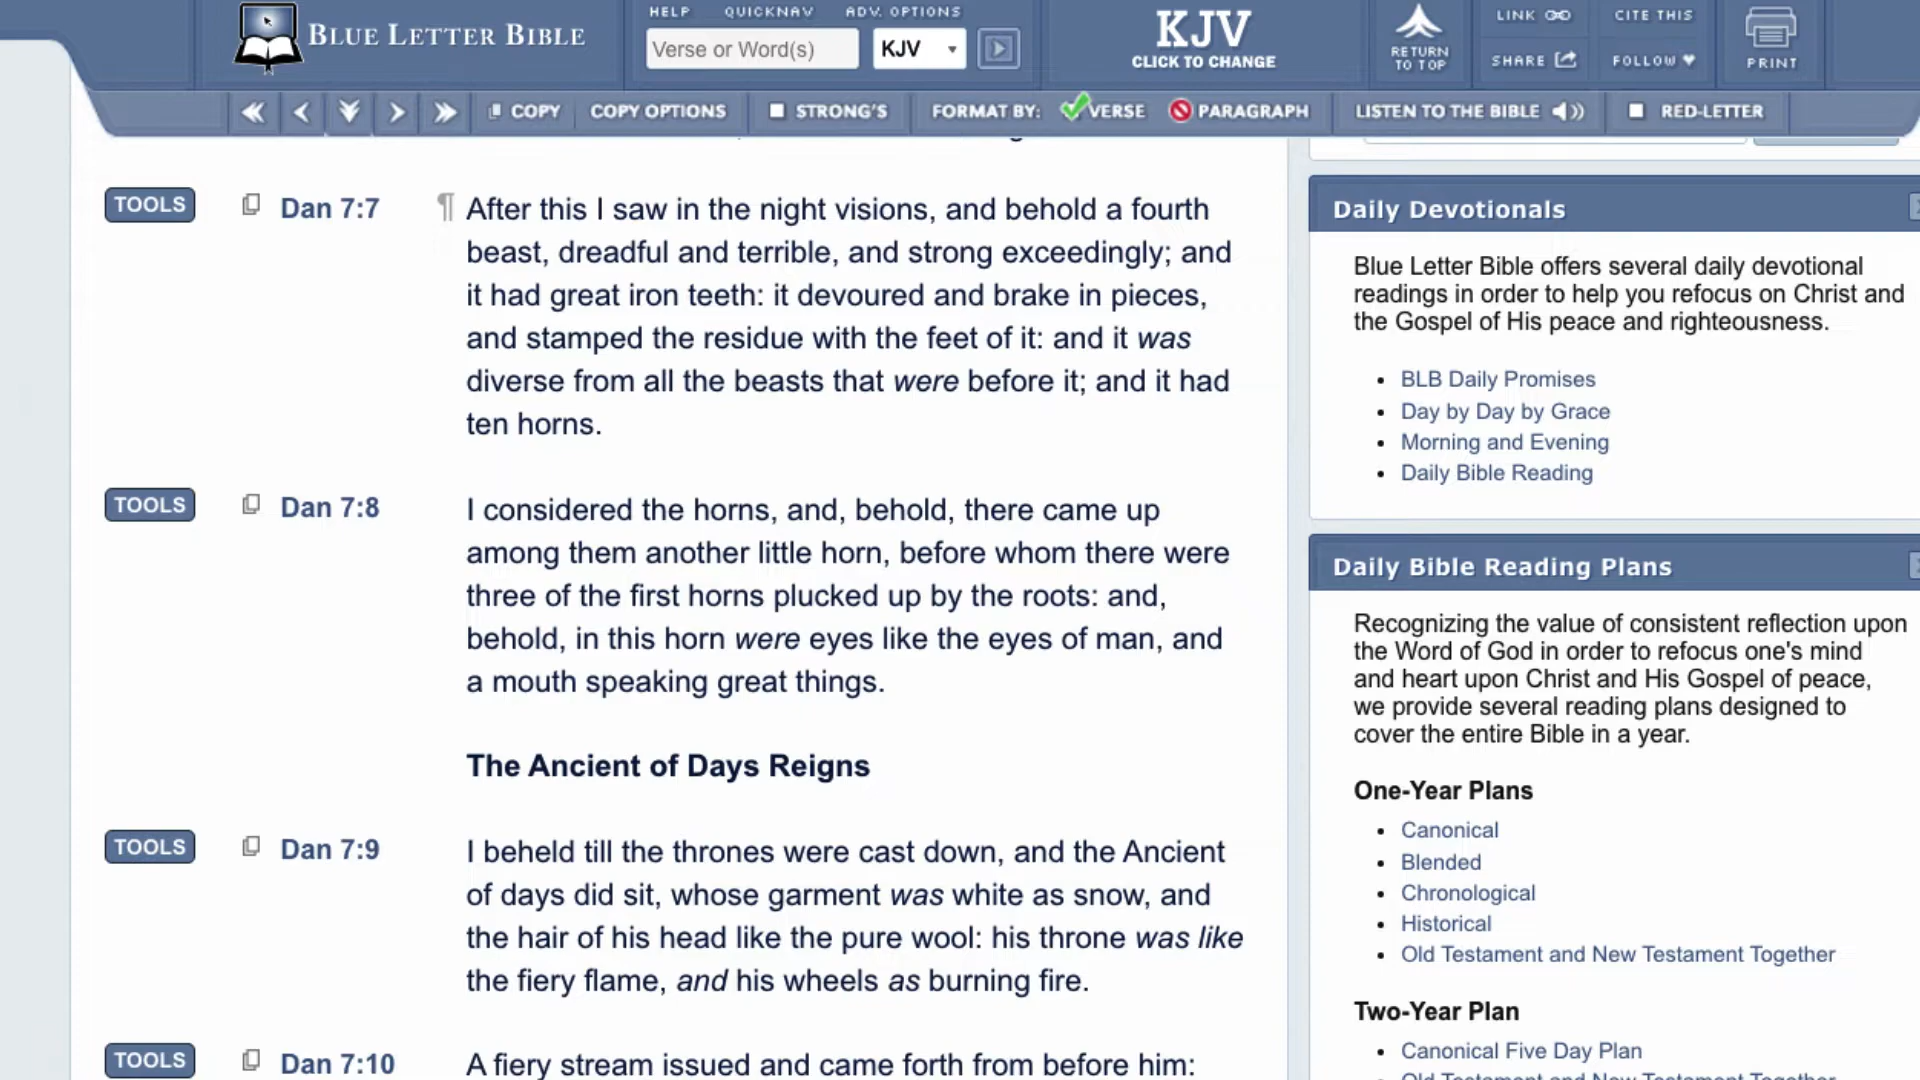 HELP QUICKNAV ADV. OPTIONS
BLUE LETTER BIBLE
Verse or Word(s)
KJV
KJV
CLICK TO CHANGE
RETURN
TO TOP
LINK
CITE THIS
SHARE
FOLLOW
PRINT
COPY
COPY OPTIONS
STRONG'S
FORMAT BY:
VERSE
PARAGRAPH
LISTEN TO THE BIBLE
RED-LETTER
TOOLS
Dan 7:7
¶ After this I saw in the night visions, and behold a fourth
beast, dreadful and terrible, and strong exceedingly; and
it had great iron teeth: it devoured and brake in pieces,
and stamped the residue with the feet of it: and it was
diverse from all the beasts that were before it; and it had
ten horns.
TOOLS
Dan 7:8
I considered the horns, and, behold, there came up
among them another little horn, before whom there were
three of the first horns plucked up by the roots: and,
behold, in this horn were eyes like the eyes of man, and
a mouth speaking great things.
The Ancient of Days Reigns
TOOLS
Dan 7:9
I beheld till the thrones were cast down, and the Ancient
of days did sit, whose garment was white as snow, and
the hair of his head like the pure wool: his throne was like
the fiery flame, and his wheels as burning fire.
TOOLS
Dan 7:10
A fiery stream issued and came forth from before him:
Daily Devotionals
Blue Letter Bible offers several daily devotional
readings in order to help you refocus on Christ and
the Gospel of His peace and righteousness.
• BLB Daily Promises
• Day by Day by Grace
• Morning and Evening
• Daily Bible Reading
Daily Bible Reading Plans
Recognizing the value of consistent reflection upon
the Word of God in order to refocus one's mind
and heart upon Christ and His Gospel of peace,
we provide several reading plans designed to
cover the entire Bible in a year.
One-Year Plans
• Canonical
• Blended
• Chronological
• Historical
• Old Testament and New Testament Together
Two-Year Plan
• Canonical Five Day Plan
• Old Testament and New Testament Together